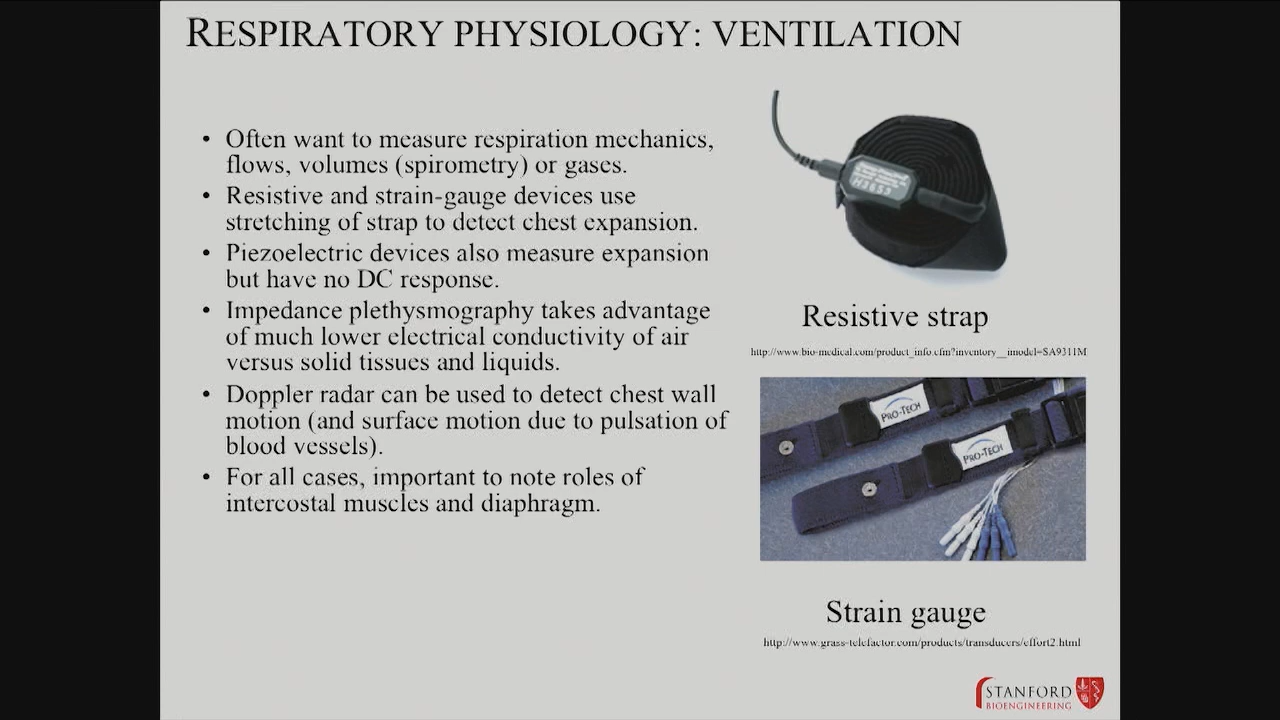 RESPIRATORY PHYSIOLOGY: VENTILATION
• Often want to measure respiration mechanics,
flows, volumes (spirometry) or gases.
• Resistive and strain-gauge devices use
stretching of strap to detect chest expansion.
• Piezoelectric devices also measure expansion
but have no DC response.
• Impedance plethysmography takes advantage
of much lower electrical conductivity of air
versus solid tissues and liquids.
• Doppler radar can be used to detect chest wall
motion (and surface motion due to pulsation of
blood vessels).
• For all cases, important to note roles of
intercostal muscles and diaphragm.
Resistive strap
http://www.bio-medical.com/product_info.cfm?inventory__imodel=SA9311M
PRO-TECH
PRO-TECH
Strain gauge
http://www.grass-telefactor.com/products/transducers/effort2.html
STANFORD
BIOENGINEERING